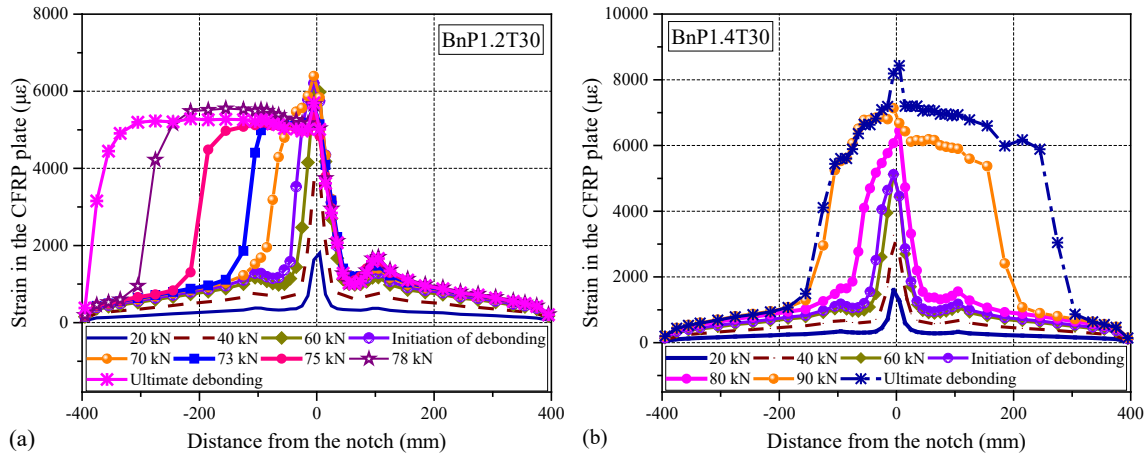 BnP1.2T30
Strain in the CFRP plate (με)
8000
6000
4000
2000
0
20 kN 40 kN 60 kN Initiation of debonding
70 kN 73 kN 75 kN 78 kN
Ultimate debonding
-400 -200 0 200 400
(a) Distance from the notch (mm)
BnP1.4T30
Strain in the CFRP plate (με)
10000
8000
6000
4000
2000
0
20 kN 40 kN 60 kN Initiation of debonding
80 kN 90 kN Ultimate debonding
-400 -200 0 200 400
(b) Distance from the notch (mm)